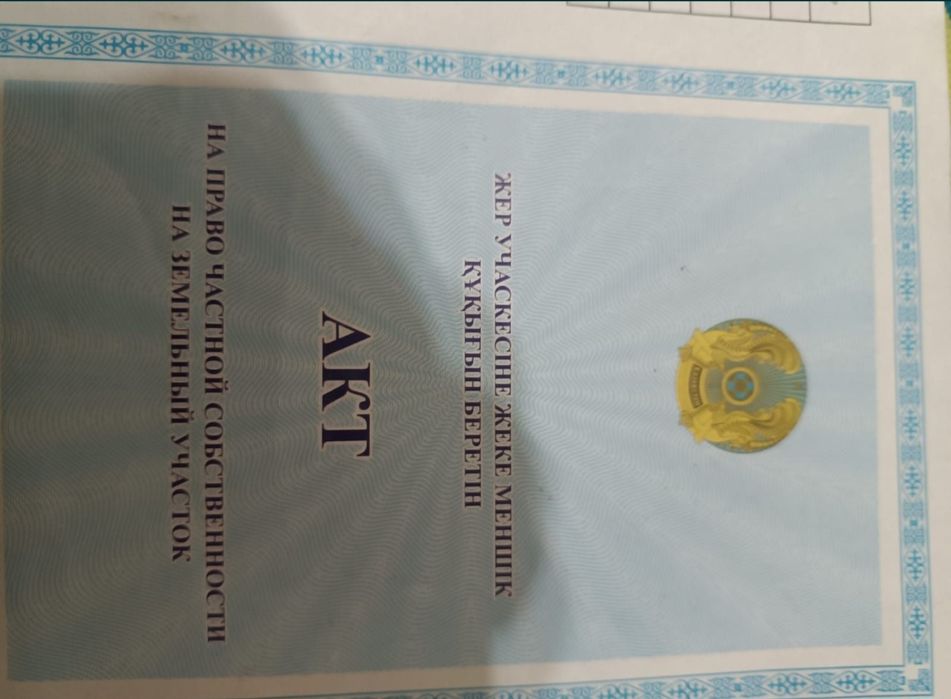 ЖЕР УЧАСКЕСІНЕ ЖЕКЕ МЕНШІК
ҚҰҚЫҒЫН БЕРЕТІН
АКТ
НА ПРАВО ЧАСТНОЙ СОБСТВЕННОСТИ
НА ЗЕМЕЛЬНЫЙ УЧАСТОК